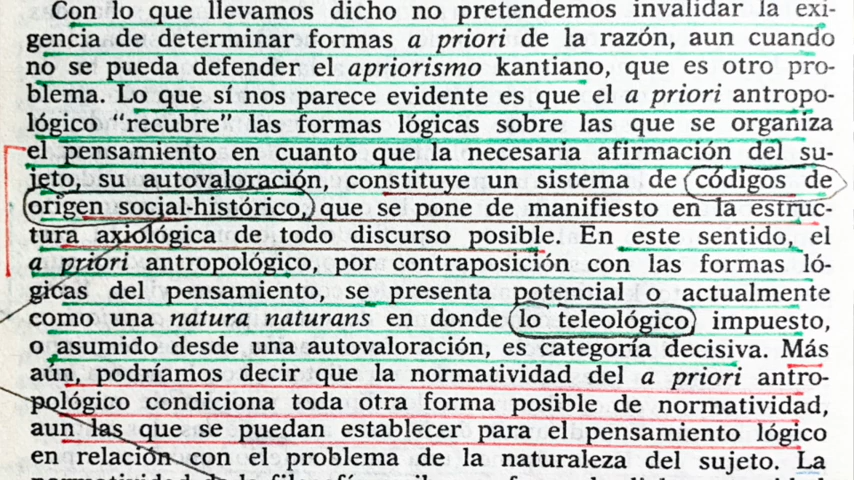 Con lo que llevamos dicho no pretendemos invalidar la exi-
gencia de determinar formas a priori de la razón, aun cuando
no se pueda defender el apriorismo kantiano, que es otro pro-
blema. Lo que sí nos parece evidente es que el a priori antropo-
lógico "recubre" las formas lógicas sobre las que se organiza
el pensamiento en cuanto que la necesaria afirmación del su-
jeto, su autovaloración, constituye un sistema de códigos de
origen social-histórico, que se pone de manifiesto en la estruc-
tura axiológica de todo discurso posible. En este sentido, el
a priori antropológico, por contraposición con las formas ló-
gicas del pensamiento, se presenta potencial o actualmente
como una natura naturans en donde lo teleológico impuesto,
o asumido desde una autovaloración, es categoría decisiva. Más
aún, podríamos decir que la normatividad del a priori antro-
pológico condiciona toda otra forma posible de normatividad,
aun las que se puedan establecer para el pensamiento lógico
en relación con el problema de la naturaleza del sujeto. La